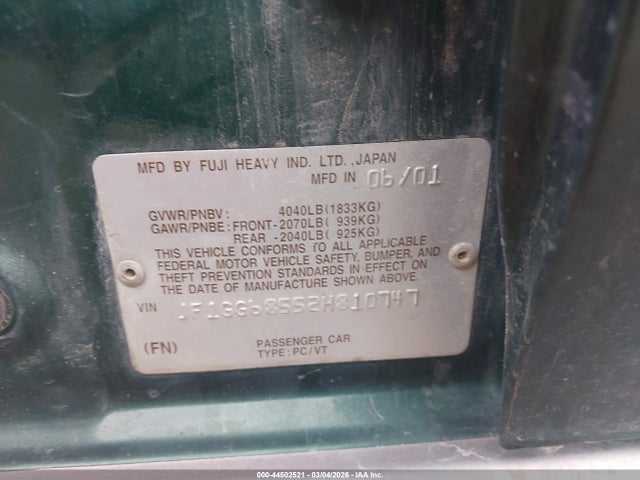 MFD BY FUJI HEAVY IND. LTD.,JAPAN
MFD IN 06/01
GVWR/PNBV: 4040LB(1833KG)
GAWR/PNBE: FRONT-2070LB( 939KG)
REAR -2040LB( 925KG)
THIS VEHICLE CONFORMS TO ALL APPLICABLE
FEDERAL MOTOR VEHICLE SAFETY, BUMPER, AND
THEFT PREVENTION STANDARDS IN EFFECT ON
THE DATE OF MANUFACTURE SHOWN ABOVE.
VIN JF1GG68552H810747
(FN) PASSENGER CAR
TYPE:PC/VT
000-44502521 - 03/04/2026 - IAA Inc.